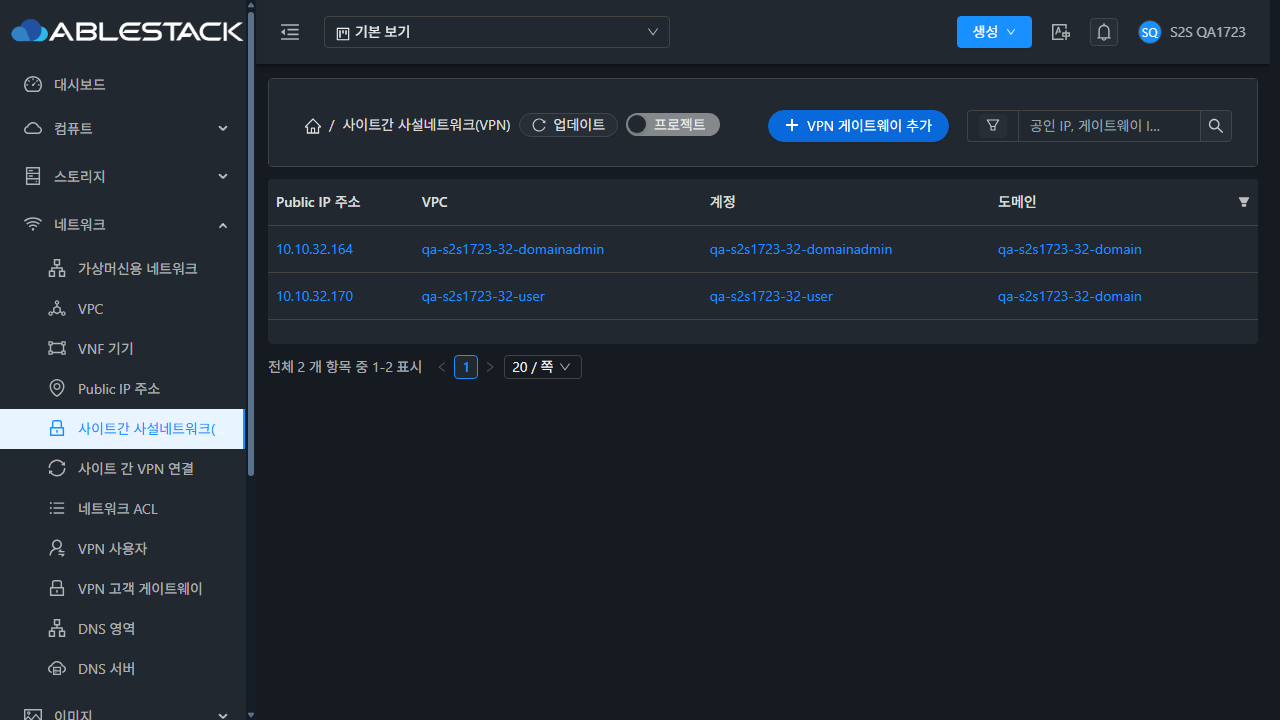 ABLESTACK
기본 보기
생성
SQ
S2S QA1723
대시보드
컴퓨트
스토리지
네트워크
가상머신용 네트워크
VPC
VNF 기기
Public IP 주소
사이트간 사설네트워크(
사이트 간 VPN 연결
네트워크 ACL
VPN 사용자
VPN 고객 게이트웨이
DNS 영역
DNS 서버
이미지
/ 사이트간 사설네트워크(VPN)
업데이트
프로젝트
VPN 게이트웨이 추가
공인 IP, 게이트웨이 I...
Public IP 주소 VPC 계정 도메인
10.10.32.164 qa-s2s1723-32-domainadmin qa-s2s1723-32-domainadmin qa-s2s1723-32-domain
10.10.32.170 qa-s2s1723-32-user qa-s2s1723-32-user qa-s2s1723-32-domain
전체 2 개 항목 중 1-2 표시 1 20 / 쪽